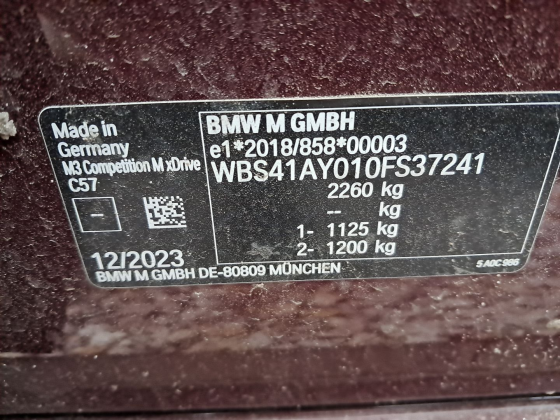 Made in
Germany
M3 Competition M xDrive
C57
12/2023
BMW M GMBH
e1*2018/858*00003
WBS41AY010FS37241
2260 kg
-- kg
1- 1125 kg
2- 1200 kg
BMW M GMBH DE-80809 MÜNCHEN
5 A0C 986